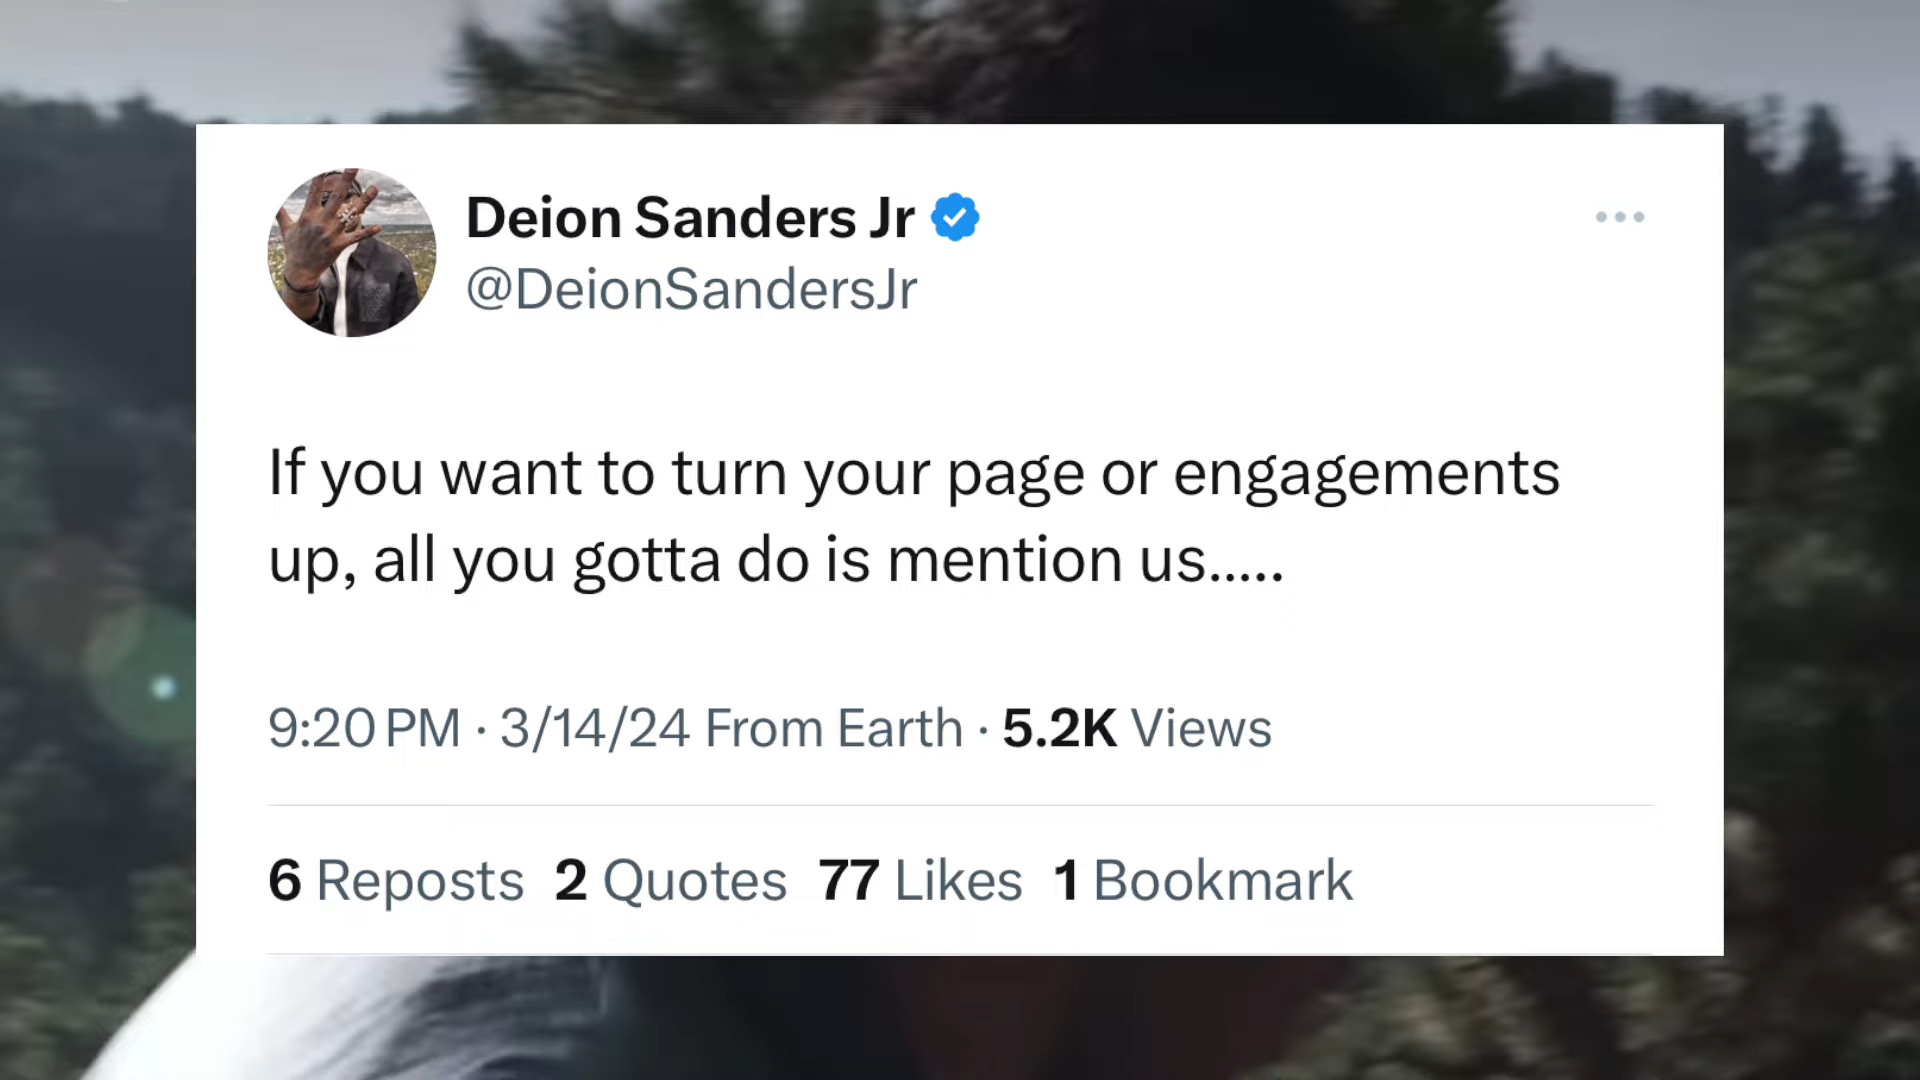 Deion Sanders Jr
@DeionSandersJr
If you want to turn your page or engagements
up, all you gotta do is mention us.....
9:20 PM · 3/14/24 From Earth · 5.2K Views
6 Reposts 2 Quotes 77 Likes 1 Bookmark